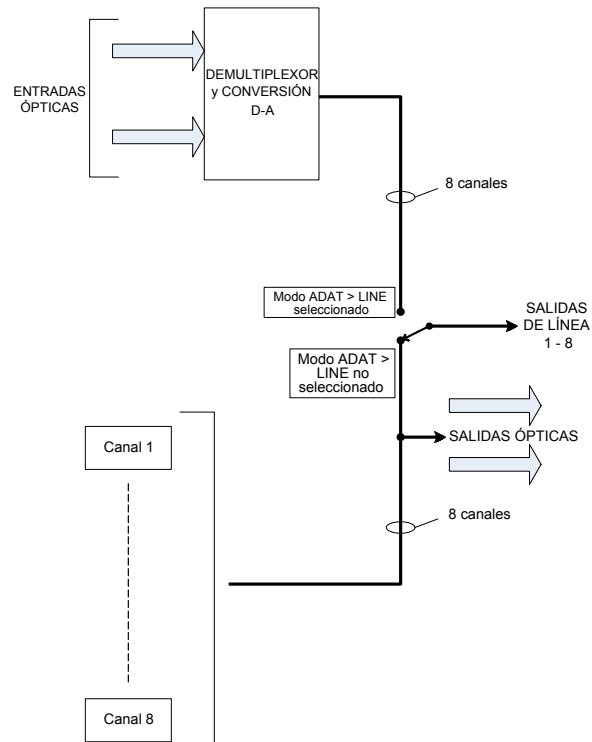 ENTRADAS
ÓPTICAS
DEMULTIPLEXOR
y CONVERSIÓN
D-A
8 canales
Modo ADAT > LINE
seleccionado
SALIDAS
DE LÍNEA
1 - 8
Modo ADAT >
LINE no
seleccionado
SALIDAS ÓPTICAS
Canal 1
8 canales
Canal 8